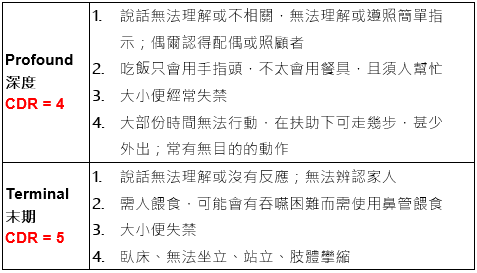 Profound
深度
CDR = 4
1. 說話無法理解或不相關，無法理解或遵照簡單指
示；偶爾認得配偶或照顧者
2. 吃飯只會用手指頭，不太會用餐具，且須人幫忙
3. 大小便經常失禁
4. 大部份時間無法行動，在扶助下可走幾步，甚少
外出；常有無目的的動作
Terminal
末期
CDR = 5
1. 說話無法理解或沒有反應；無法辨認家人
2. 需人餵食，可能會有吞嚥困難而需使用鼻管餵食
3. 大小便失禁
4. 臥床、無法坐立、站立、肢體攣縮